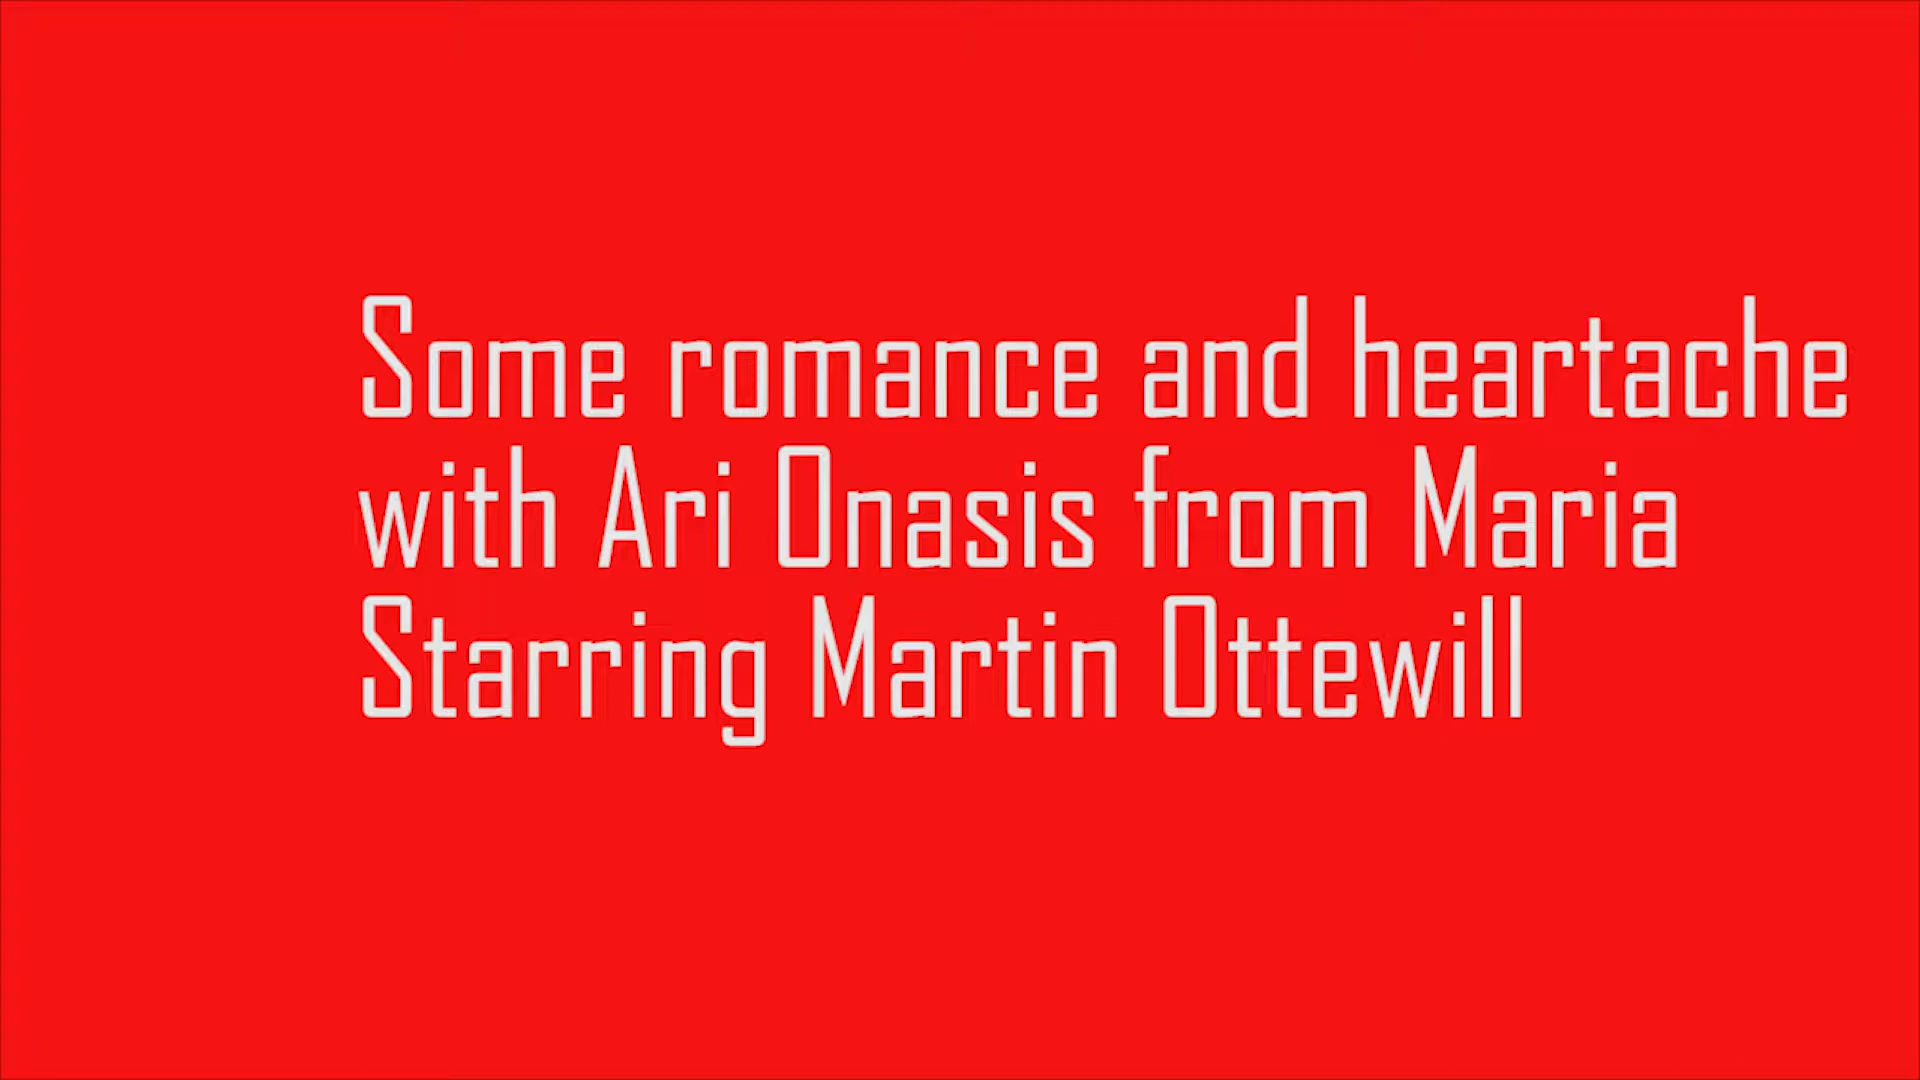 Some romance and heartache
with Ari Onasis from Maria
Starring Martin Ottewill